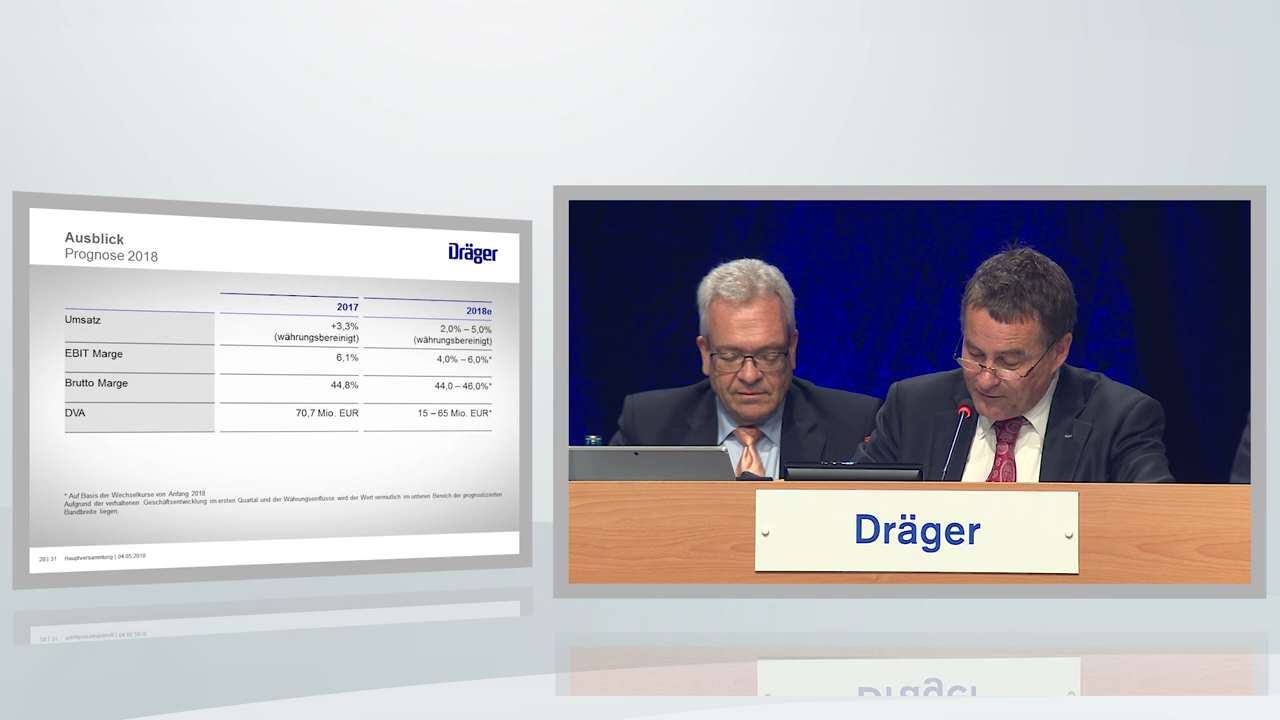 Ausblick
Prognose 2018
Dräger
2017
2018e
Umsatz
+3,3%
(währungsbereinigt)
2,0% – 5,0%
(währungsbereinigt)
EBIT Marge
6,1%
4,0% – 6,0%*
Brutto Marge
44,8%
44,0 – 46,0%*
DVA
70,7 Mio. EUR
15 – 65 Mio. EUR*
* Auf Basis der Wechselkurse von Anfang 2018
Aufgrund der verhaltenen Geschäftsentwicklung im ersten Quartal und der Währungseinflüsse wird der Wert vermutlich im unteren Bereich der prognostizierten
Bandbreite liegen.
28 | 31 Hauptversammlung | 04.05.2018
Dräger